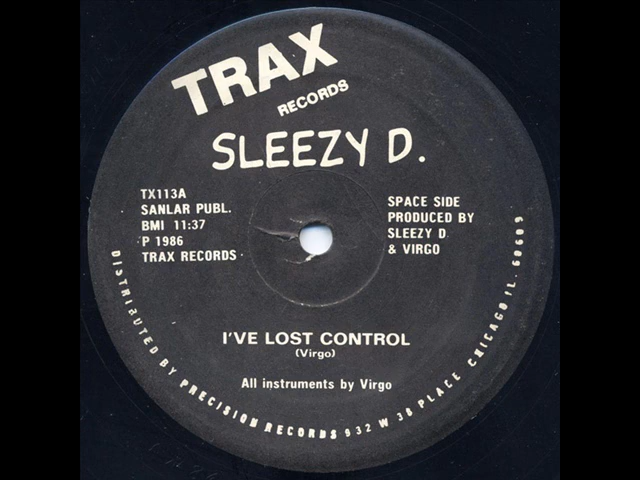 TRAX
RECORDS
SLEEZY D.
TX113A
SANLAR PUBL.
BMI 11:37
P 1986
TRAX RECORDS
SPACE SIDE
PRODUCED BY
SLEEZY D
& VIRGO
I'VE LOST CONTROL
(Virgo)
All instruments by Virgo
DISTRIBUTED BY PRECISION RECORDS 932 W 38 PLACE CHICAGO IL. 60609